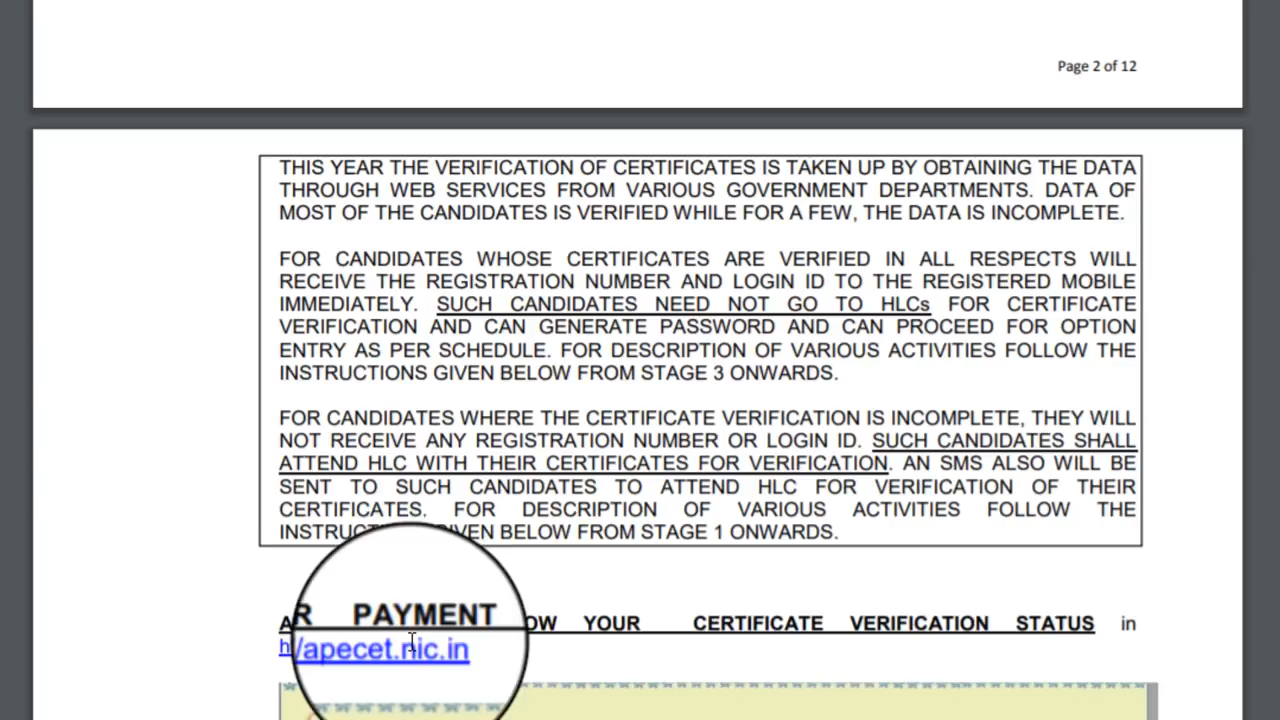 Page 2 of 12
THIS YEAR THE VERIFICATION OF CERTIFICATES IS TAKEN UP BY OBTAINING THE DATA
THROUGH WEB SERVICES FROM VARIOUS GOVERNMENT DEPARTMENTS. DATA OF
MOST OF THE CANDIDATES IS VERIFIED WHILE FOR A FEW, THE DATA IS INCOMPLETE.
FOR CANDIDATES WHOSE CERTIFICATES ARE VERIFIED IN ALL RESPECTS WILL
RECEIVE THE REGISTRATION NUMBER AND LOGIN ID TO THE REGISTERED MOBILE
IMMEDIATELY. SUCH CANDIDATES NEED NOT GO TO HLCs FOR CERTIFICATE
VERIFICATION AND CAN GENERATE PASSWORD AND CAN PROCEED FOR OPTION
ENTRY AS PER SCHEDULE. FOR DESCRIPTION OF VARIOUS ACTIVITIES FOLLOW THE
INSTRUCTIONS GIVEN BELOW FROM STAGE 3 ONWARDS.
FOR CANDIDATES WHERE THE CERTIFICATE VERIFICATION IS INCOMPLETE, THEY WILL
NOT RECEIVE ANY REGISTRATION NUMBER OR LOGIN ID. SUCH CANDIDATES SHALL
ATTEND HLC WITH THEIR CERTIFICATES FOR VERIFICATION. AN SMS ALSO WILL BE
SENT TO SUCH CANDIDATES TO ATTEND HLC FOR VERIFICATION OF THEIR
CERTIFICATES. FOR DESCRIPTION OF VARIOUS ACTIVITIES FOLLOW THE
BELOW FROM STAGE 1 ONWARDS.
PAYMENT YOUR CERTIFICATE VERIFICATION STATUS in
/apecet.nic.in